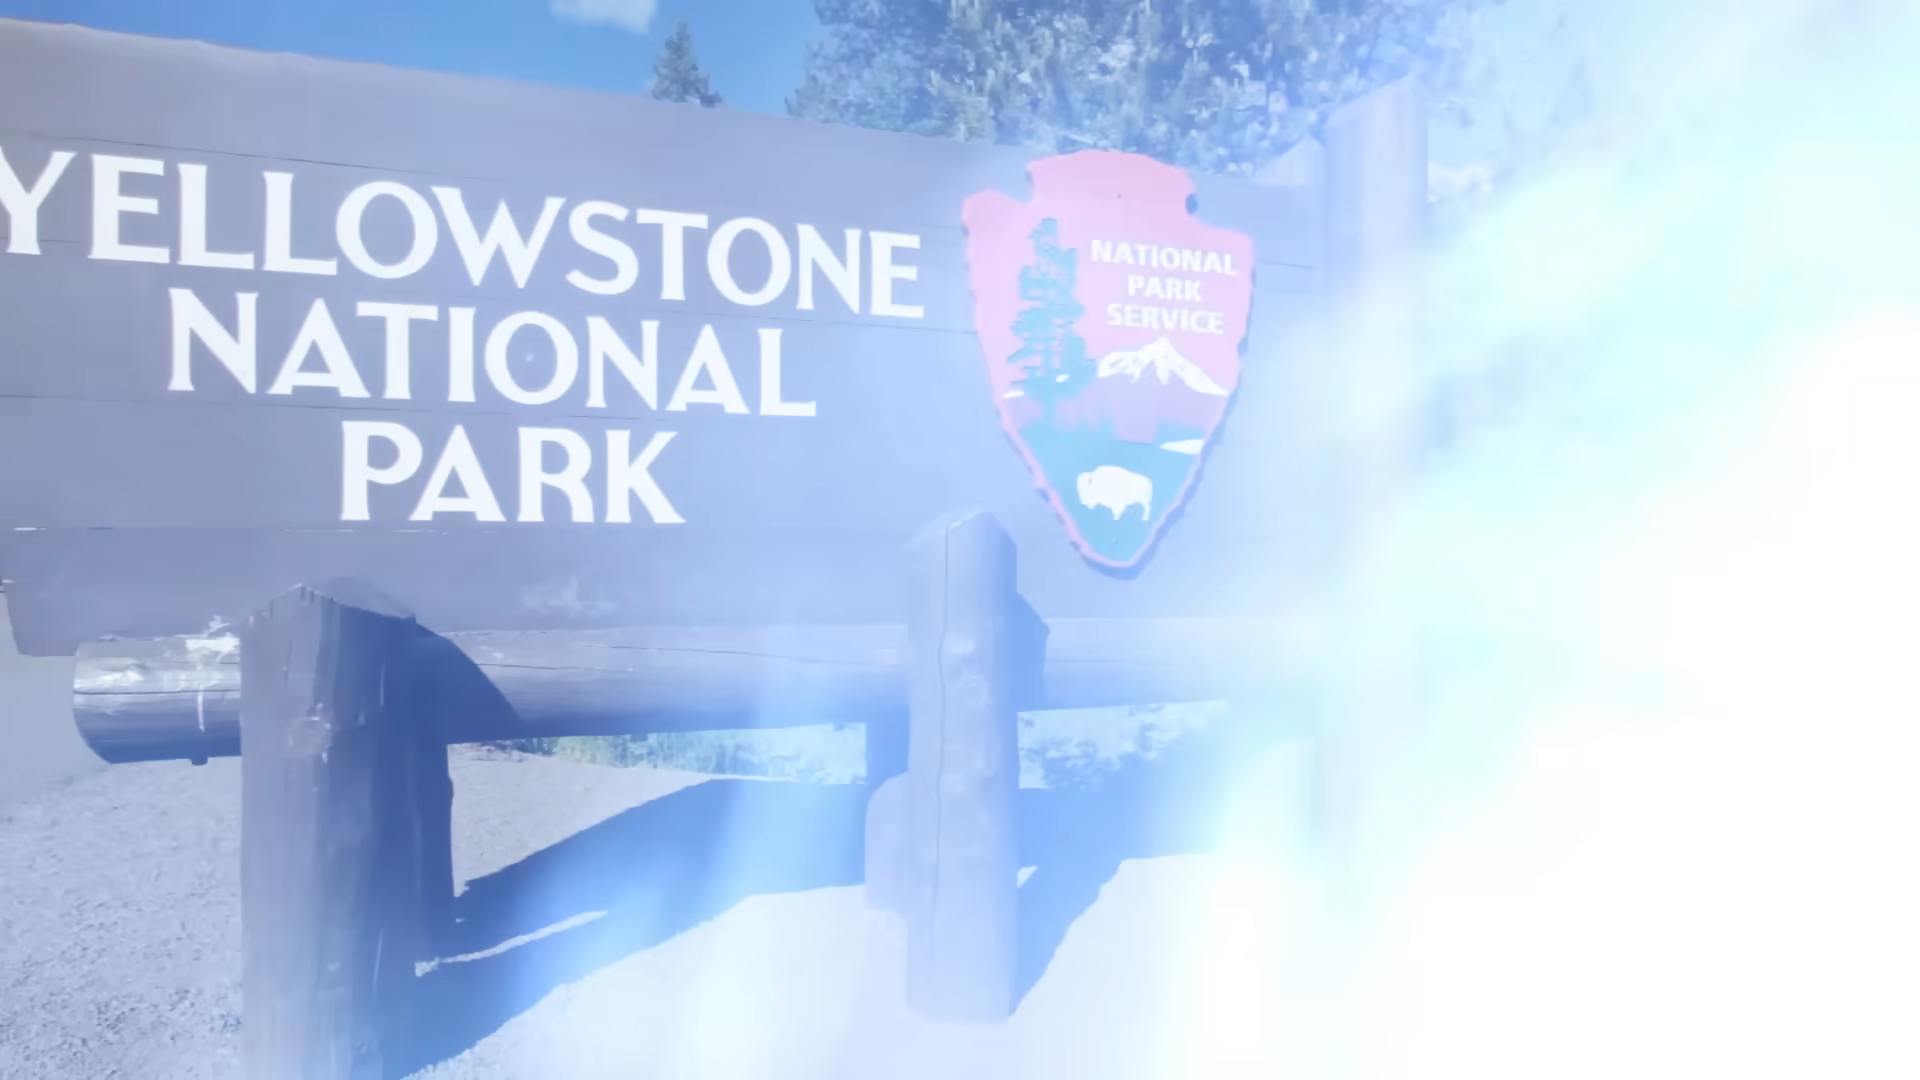 YELLOWSTONE
NATIONAL
PARK
NATIONAL
PARK
SERVICE